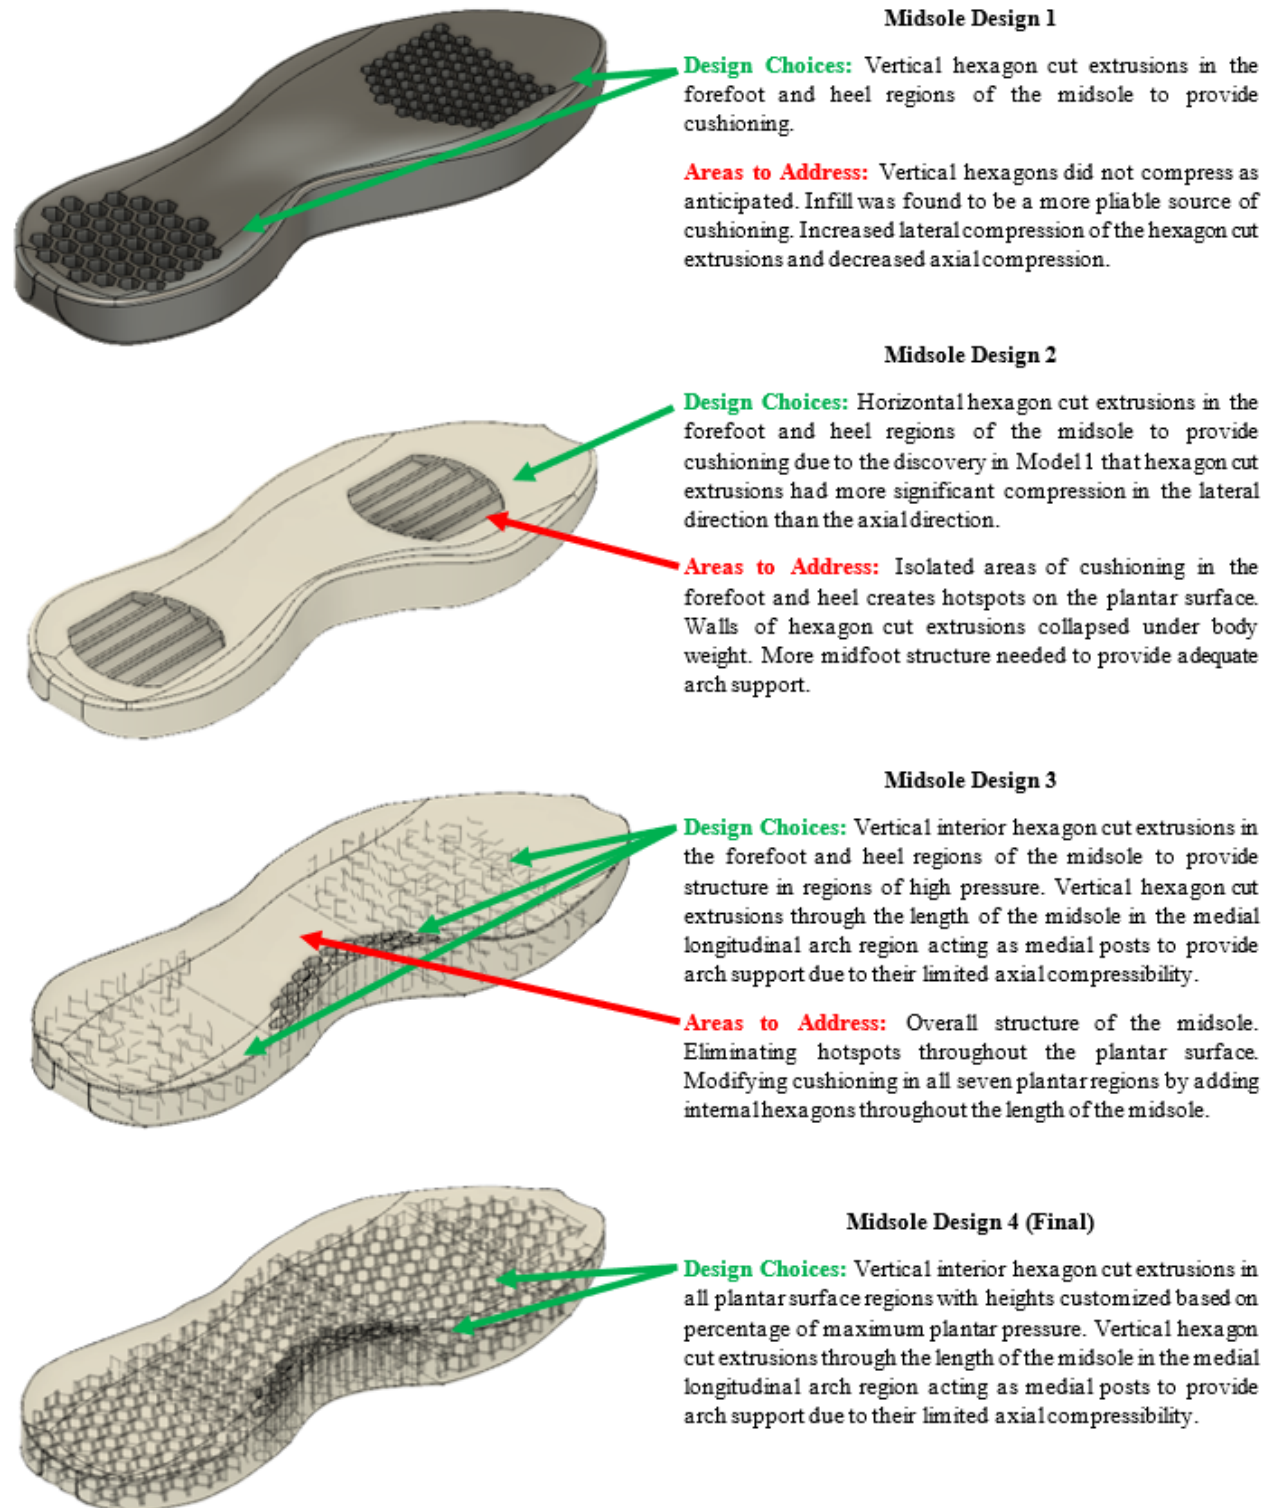 Midsole Design 1
Design Choices: Vertical hexagon cut extrusions in the
forefoot and heel regions of the midsole to provide
cushioning.
Areas to Address: Vertical hexagons did not compress as
anticipated. Infill was found to be a more pliable source of
cushioning. Increased lateral compression of the hexagon cut
extrusions and decreased axial compression.
Midsole Design 2
Design Choices: Horizontal hexagon cut extrusions in the
forefoot and heel regions of the midsole to provide
cushioning due to the discovery in Model 1 that hexagon cut
extrusions had more significant compression in the lateral
direction than the axial direction.
Areas to Address: Isolated areas of cushioning in the
forefoot and heel creates hotspots on the plantar surface.
Walls of hexagon cut extrusions collapsed under body
weight. More midfoot structure needed to provide adequate
arch support.
Midsole Design 3
Design Choices: Vertical interior hexagon cut extrusions in
the forefoot and heel regions of the midsole to provide
structure in regions of high pressure. Vertical hexagon cut
extrusions through the length of the midsole in the medial
longitudinal arch region acting as medial posts to provide
arch support due to their limited axial compressibility.
Areas to Address: Overall structure of the midsole.
Eliminating hotspots throughout the plantar surface.
Modifying cushioning in all seven plantar regions by adding
internal hexagons throughout the length of the midsole.
Midsole Design 4 (Final)
Design Choices: Vertical interior hexagon cut extrusions in
all plantar surface regions with heights customized based on
percentage of maximum plantar pressure. Vertical hexagon
cut extrusions through the length of the midsole in the medial
longitudinal arch region acting as medial posts to provide
arch support due to their limited axial compressibility.